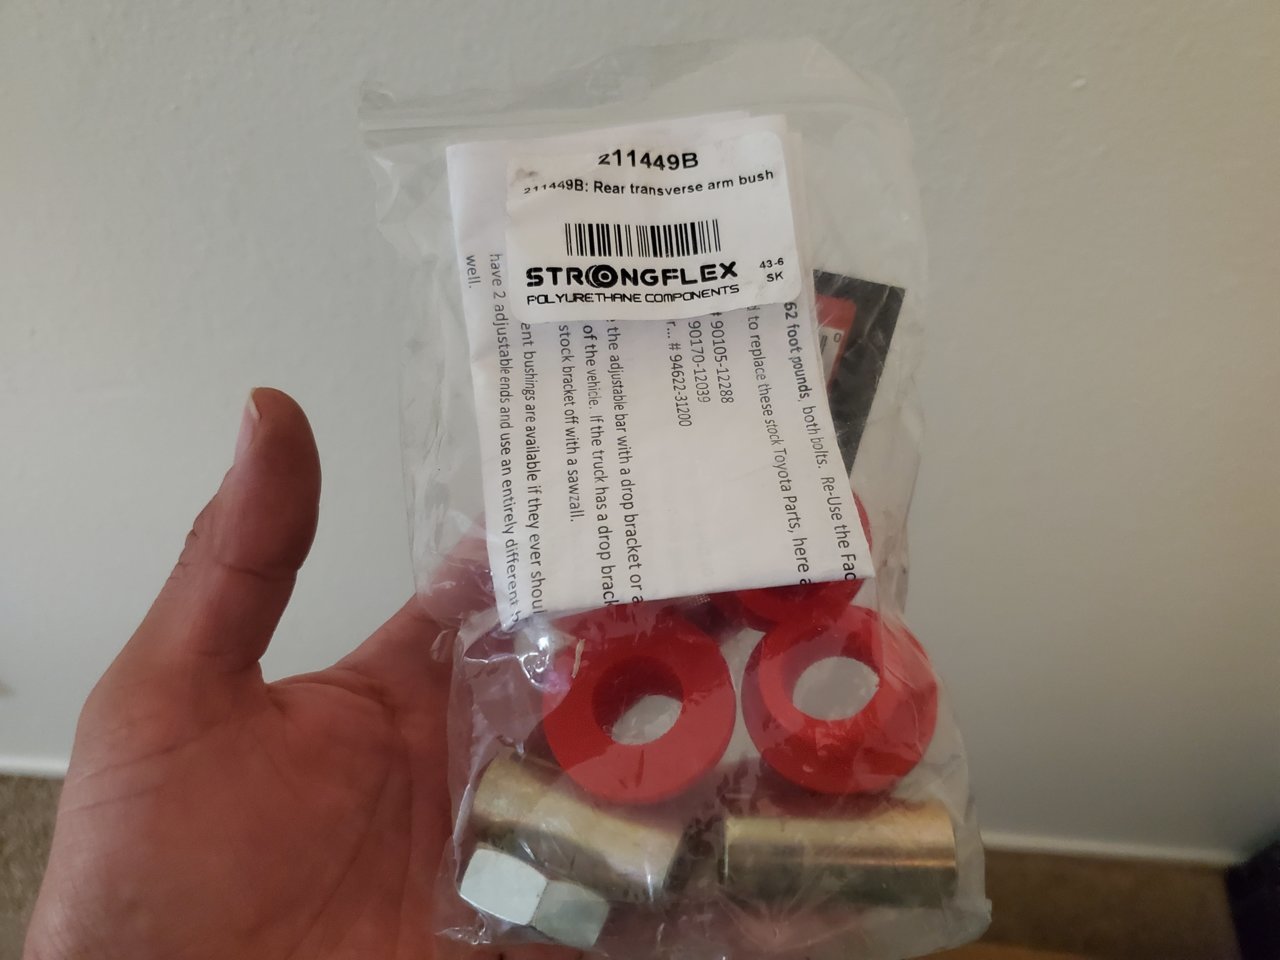 211449B
211449B: Rear transverse arm bush
STRONGFLEX
POLYURETHANE COMPONENTS
43-6
SK
62 foot pounds, both bolts. Re-Use the Fac
to replace these stock Toyota Parts, here
# 90105-12288
90170-12039
r... # 94622-31200
the adjustable bar with a drop bracket or a
of the vehicle. If the truck has a drop brack
stock bracket off with a sawzall.
ent bushings are available if they ever shoul
have 2 adjustable ends and use an entirely different b
well.